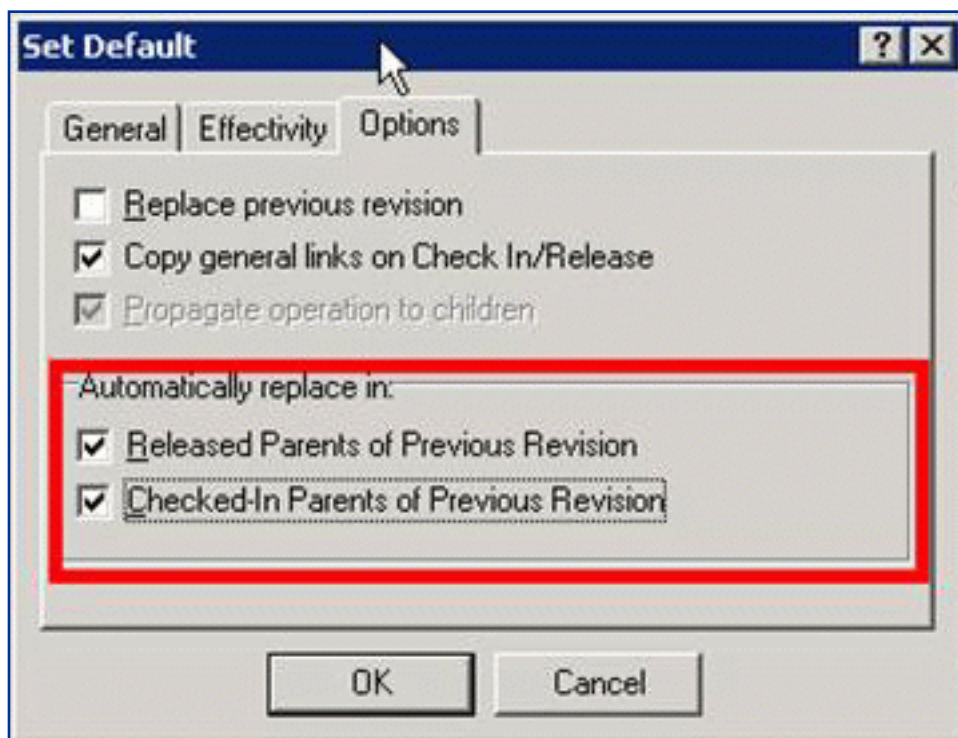 Set Default
General Effectivity Options
Replace previous revision
Copy general links on Check In/Release
Propagate operation to children
Automatically replace in:
Released Parents of Previous Revision
Checked-In Parents of Previous Revision
OK Cancel